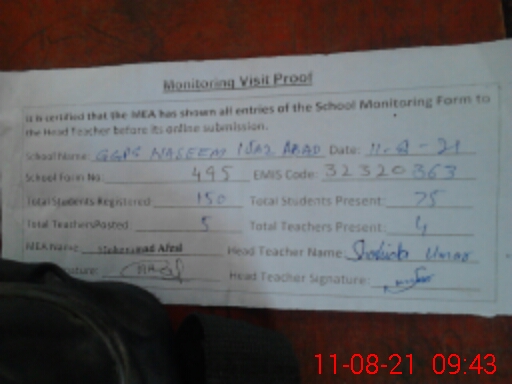 Monitoring Visit Proof
It is certified that the MEA has shown all entries of the School Monitoring Form to
the Head Teacher before its online submission.
School Name: GGPS NASEEM ABAD Date: 11-8-21
School Form No: 495 EMIS Code: 32320363
Total Students Registered: 150 Total Students Present: 75
Total Teachers Posted: 5 Total Teachers Present: 4
MEA Name: Muhammad Afzal Head Teacher Name: Shahida Umar
ature: Head Teacher Signature:
11-08-21 09:43